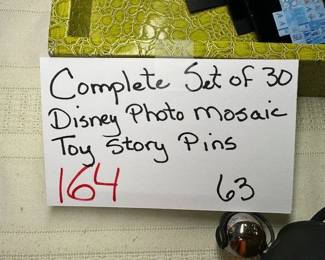 Complete Set of 30
Disney Photo Mosaic
Toy Story Pins
164 63